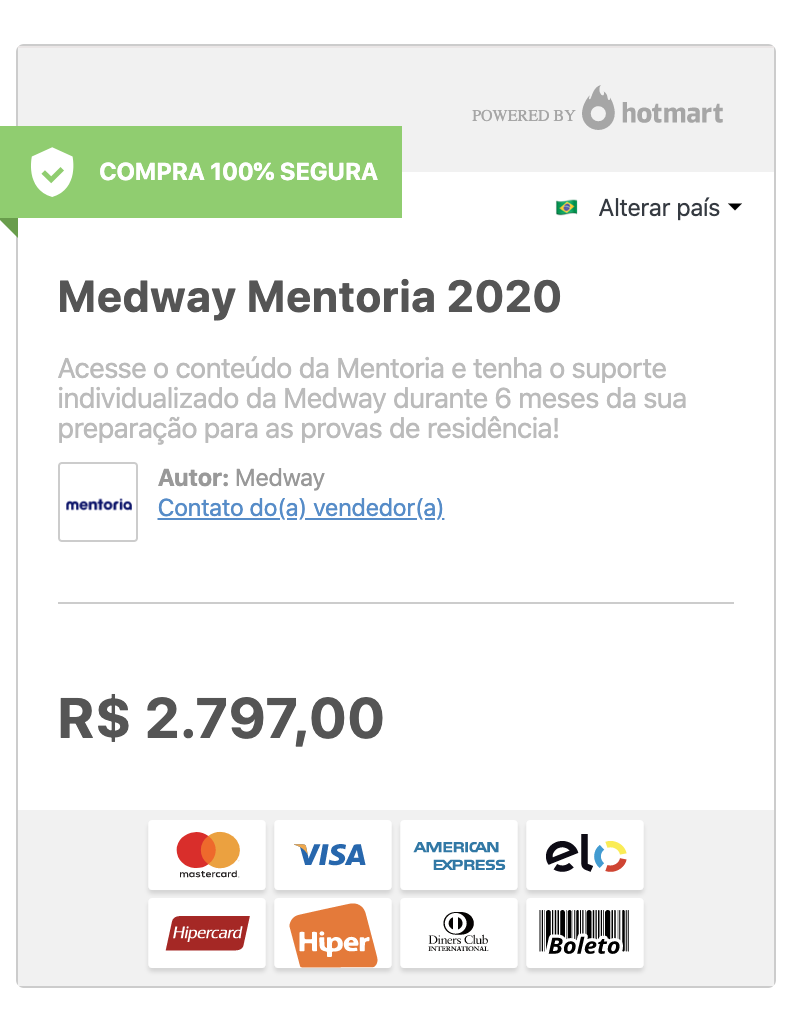 POWERED BY hotmart
COMPRA 100% SEGURA
Alterar país
Medway Mentoria 2020
Acesse o conteúdo da Mentoria e tenha o suporte
individualizado da Medway durante 6 meses da sua
preparação para as provas de residência!
mentoria
Autor: Medway
Contato do(a) vendedor(a)
R$ 2.797,00
mastercard.
VISA
AMERICAN
EXPRESS
elo
Hipercard
Hiper
Diners Club
INTERNATIONAL
Boleto